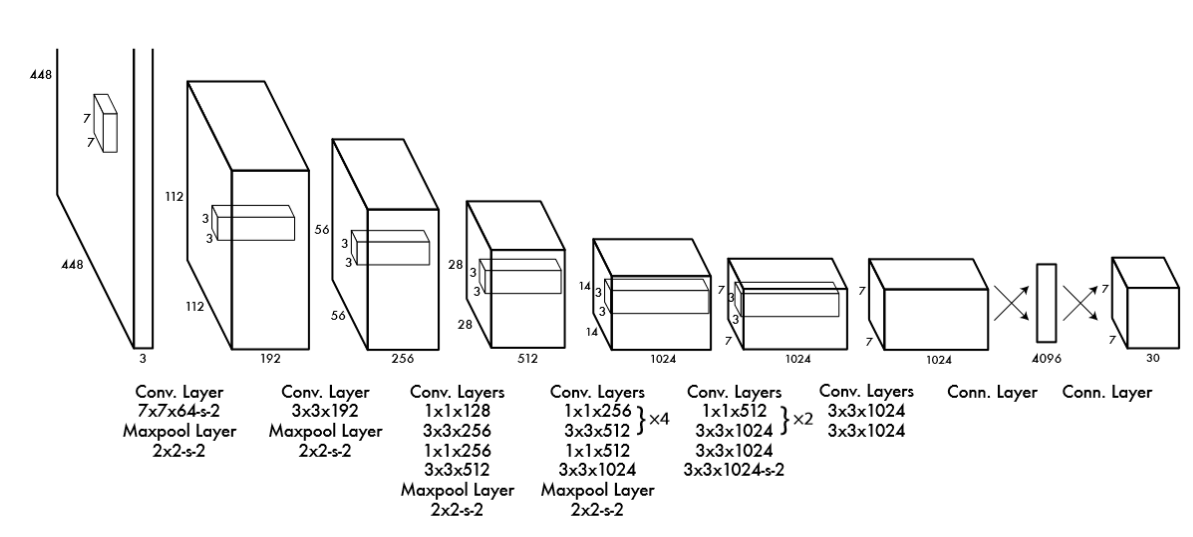 448
7
7
448
3
112
3
3
112
192
56
3
3
56
256
28
3
3
28
512
14
3
3
14
1024
7
3
3
7
1024
7
7
1024
4096
7
7
30
Conv. Layer
7x7x64-s-2
Maxpool Layer
2x2-s-2
Conv. Layer
3x3x192
Maxpool Layer
2x2-s-2
Conv. Layers
1x1x128
3x3x256
1x1x256
3x3x512
Maxpool Layer
2x2-s-2
Conv. Layers
1x1x256
3x3x512
} ×4
1x1x512
3x3x1024
Maxpool Layer
2x2-s-2
Conv. Layers
1x1x512
3x3x1024
} ×2
3x3x1024
3x3x1024-s-2
Conv. Layers
3x3x1024
3x3x1024
Conn. Layer
Conn. Layer